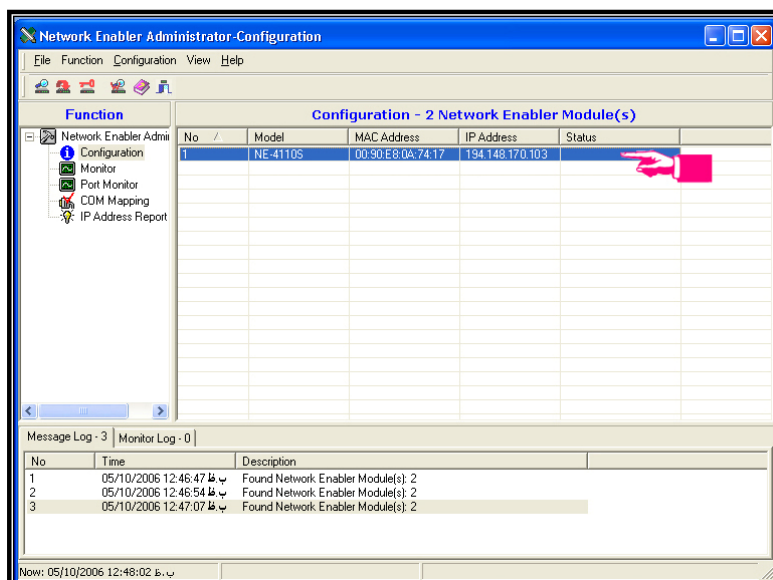 Network Enabler Administrator-Configuration
File Function Configuration View Help
Function
Configuration - 2 Network Enabler Module(s)
Network Enabler Admi
Configuration
Monitor
Port Monitor
COM Mapping
IP Address Report
No Model MAC Address IP Address Status
1 NE-4110S 00:90:E8:0A:74:17 194.148.170.103
Message Log - 3 Monitor Log - 0
No Time Description
1 05/10/2006 12:46:47 ب.ظ Found Network Enabler Module(s): 2
2 05/10/2006 12:46:54 ب.ظ Found Network Enabler Module(s): 2
3 05/10/2006 12:47:07 ب.ظ Found Network Enabler Module(s): 2
Now: 05/10/2006 12:48:02 ب.ظ